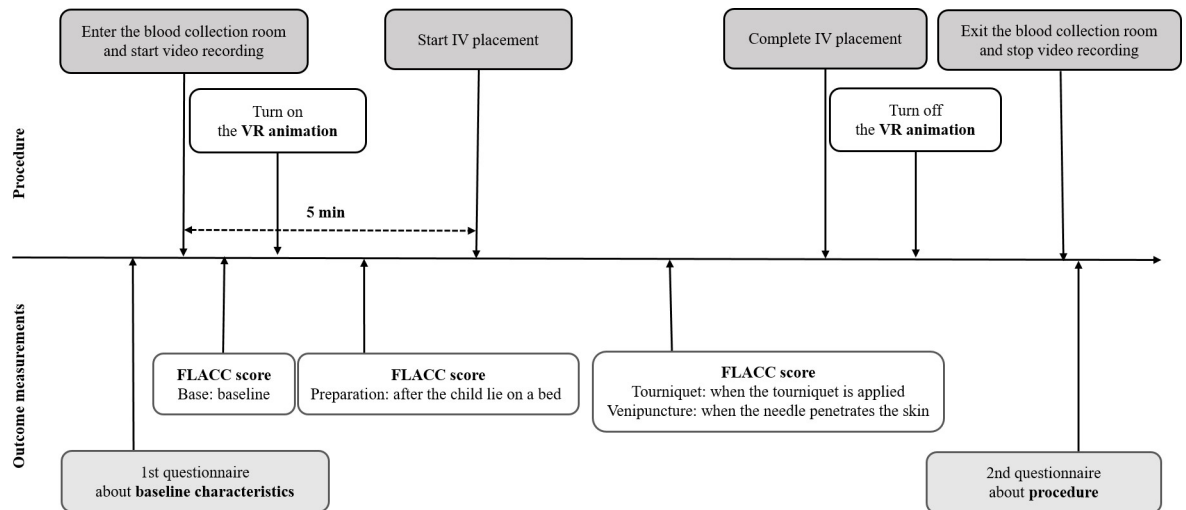 Enter the blood collection room
and start video recording
Start IV placement
Complete IV placement
Exit the blood collection room
and stop video recording
Turn on
the VR animation
Turn off
the VR animation
Procedure
5 min
Outcome measurements
FLACC score
Base: baseline
FLACC score
Preparation: after the child lie on a bed
FLACC score
Tourniquet: when the tourniquet is applied
Venipuncture: when the needle penetrates the skin
1st questionnaire
about baseline characteristics
2nd questionnaire
about procedure